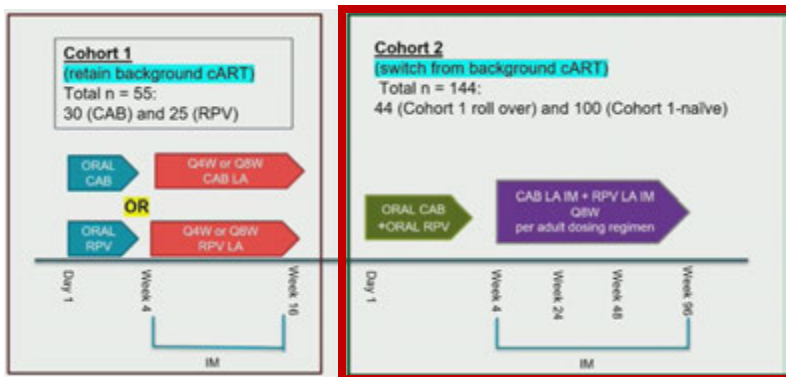 Cohort 1
(retain background cART)
Total n = 55:
30 (CAB) and 25 (RPV)
ORAL
CAB
Q4W or Q8W
CAB LA
OR
ORAL
RPV
Q4W or Q8W
RPV LA
Day 1
Week 4
Week 16
IM
Cohort 2
(switch from background cART)
Total n = 144:
44 (Cohort 1 roll over) and 100 (Cohort 1-naïve)
ORAL CAB
+ORAL RPV
CAB LA IM + RPV LA IM
Q8W
per adult dosing regimen
Day 1
Week 4
Week 24
Week 48
Week 96
IM